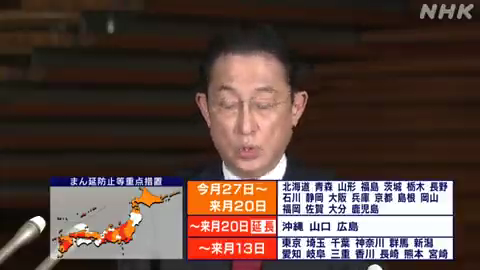 NHK
まん延防止等重点措置
今月27日～
来月20日
北海道 青森 山形 福島 茨城 栃木 長野
石川 静岡 大阪 兵庫 京都 島根 岡山
福岡 佐賀 大分 鹿児島
～来月20日 延長
沖縄 山口 広島
～来月13日
東京 埼玉 千葉 神奈川 群馬 新潟
愛知 岐阜 三重 香川 長崎 熊本 宮崎